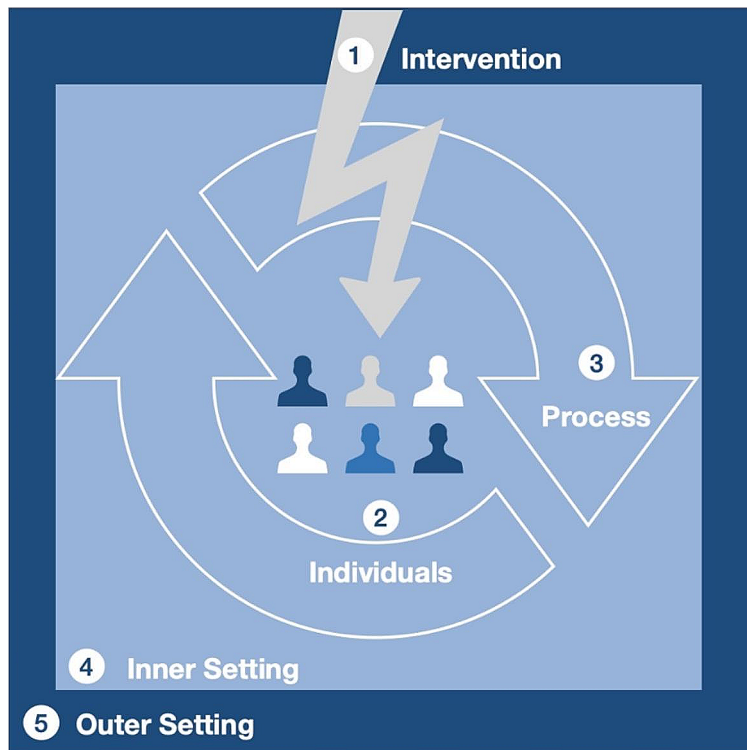 1 Intervention
3
Process
2
Individuals
4 Inner Setting
5 Outer Setting